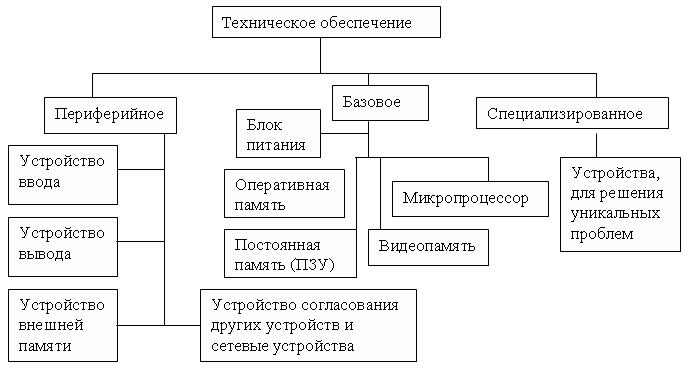 Техническое обеспечение
Периферийное
Базовое
Специализированное
Блок
питания
Устройство
ввода
Оперативная
память
Микропроцессор
Устройства,
для решения
уникальных
проблем
Устройство
вывода
Постоянная
память (ПЗУ)
Видеопамять
Устройство
внешней
памяти
Устройство согласования
других устройств и
сетевые устройства